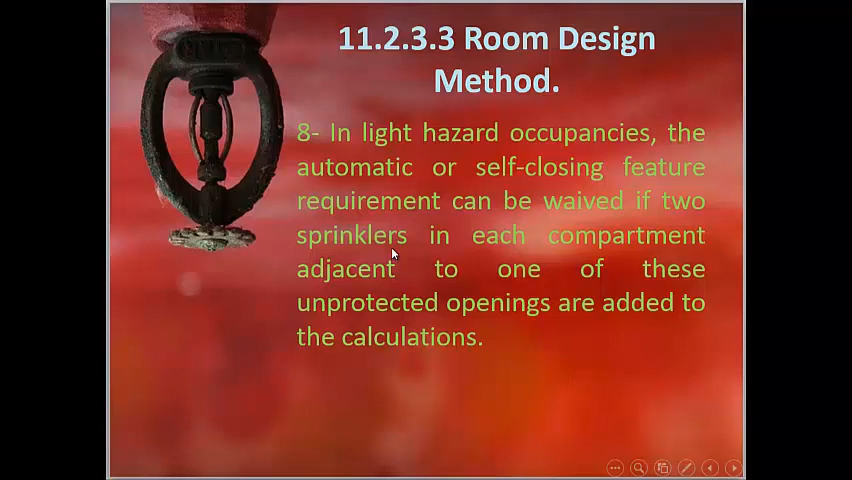 11.2.3.3 Room Design
Method.
8- In light hazard occupancies, the
automatic or self-closing feature
requirement can be waived if two
sprinklers in each compartment
adjacent to one of these
unprotected openings are added to
the calculations.